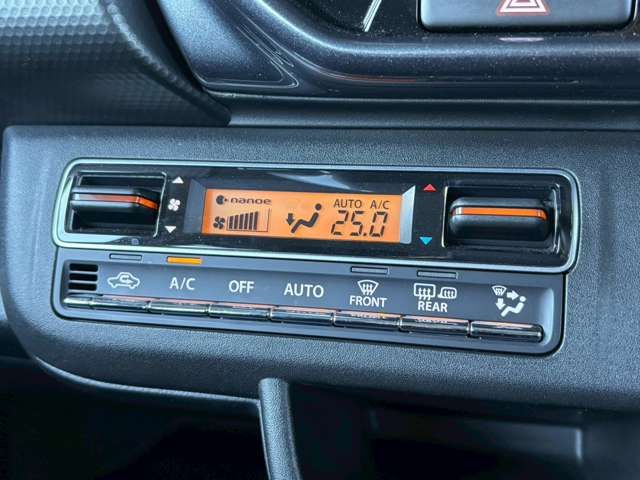 nanoe
AUTO A/C
25.0
A/C OFF AUTO FRONT REAR